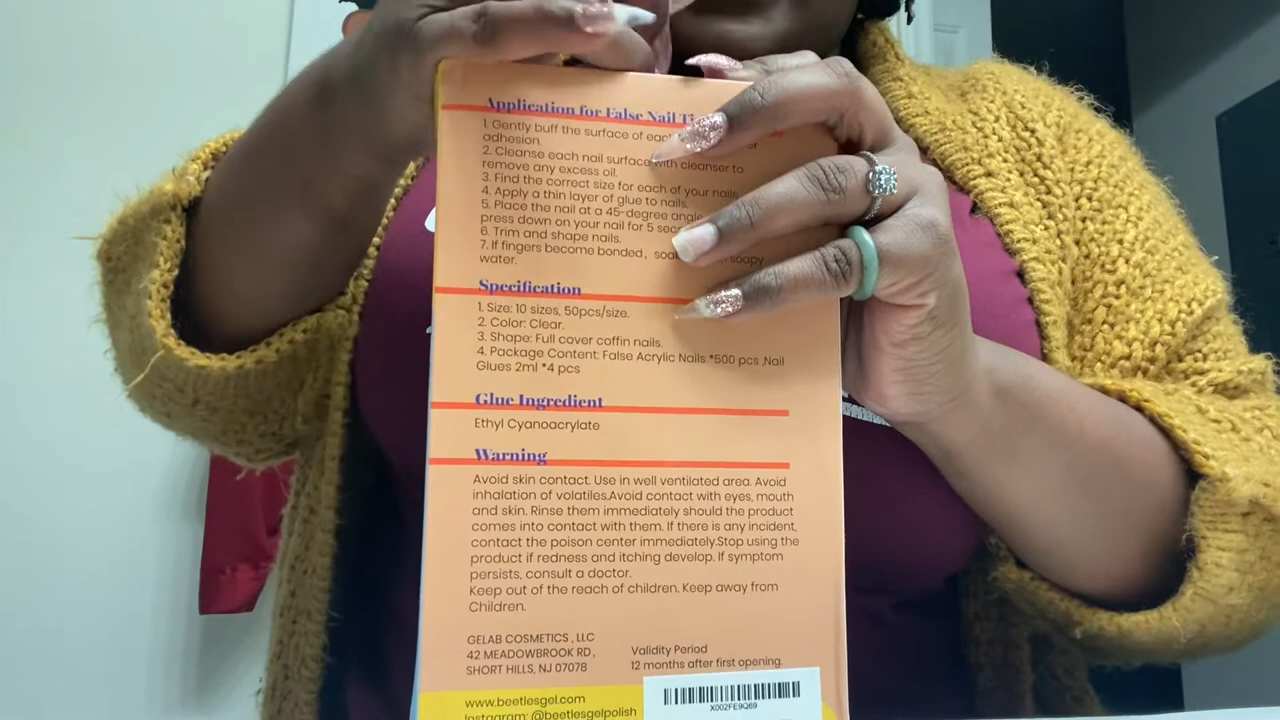 Application for False Nail
1. Gently buff the surface of
adhesion.
2. Cleanse each nail surface with cleanser to
remove any excess oil.
3. Find the correct size for each of your nails
4. Apply a thin layer of glue to nails.
5. Place the nail at a 45-degree angle
press down on your nail for 5
6. Trim and shape nails.
7. If fingers become bonded, soapy
water.
Specification
1. Size: 10 sizes, 50pcs/size.
2. Color: Clear.
3. Shape: Full cover coffin nails.
4. Package Content: False Acrylic Nails *500 pcs ,Nail
Glues 2ml *4 pcs
Glue Ingredient
Ethyl Cyanoacrylate
Warning
Avoid skin contact. Use in well ventilated area. Avoid
inhalation of volatiles.Avoid contact with eyes, mouth
and skin. Rinse them immediately should the product
comes into contact with them. If there is any incident,
contact the poison center immediately.Stop using the
product if redness and itching develop. If symptom
persists, consult a doctor.
Keep out of the reach of children. Keep away from
Children.
GELAB COSMETICS , LLC
42 MEADOWBROOK RD ,
SHORT HILLS, NJ 07078
Validity Period
12 months after first opening.
www.beetlesgel.com
Instagram: @beetlesgelpolish
X002FE9Q69